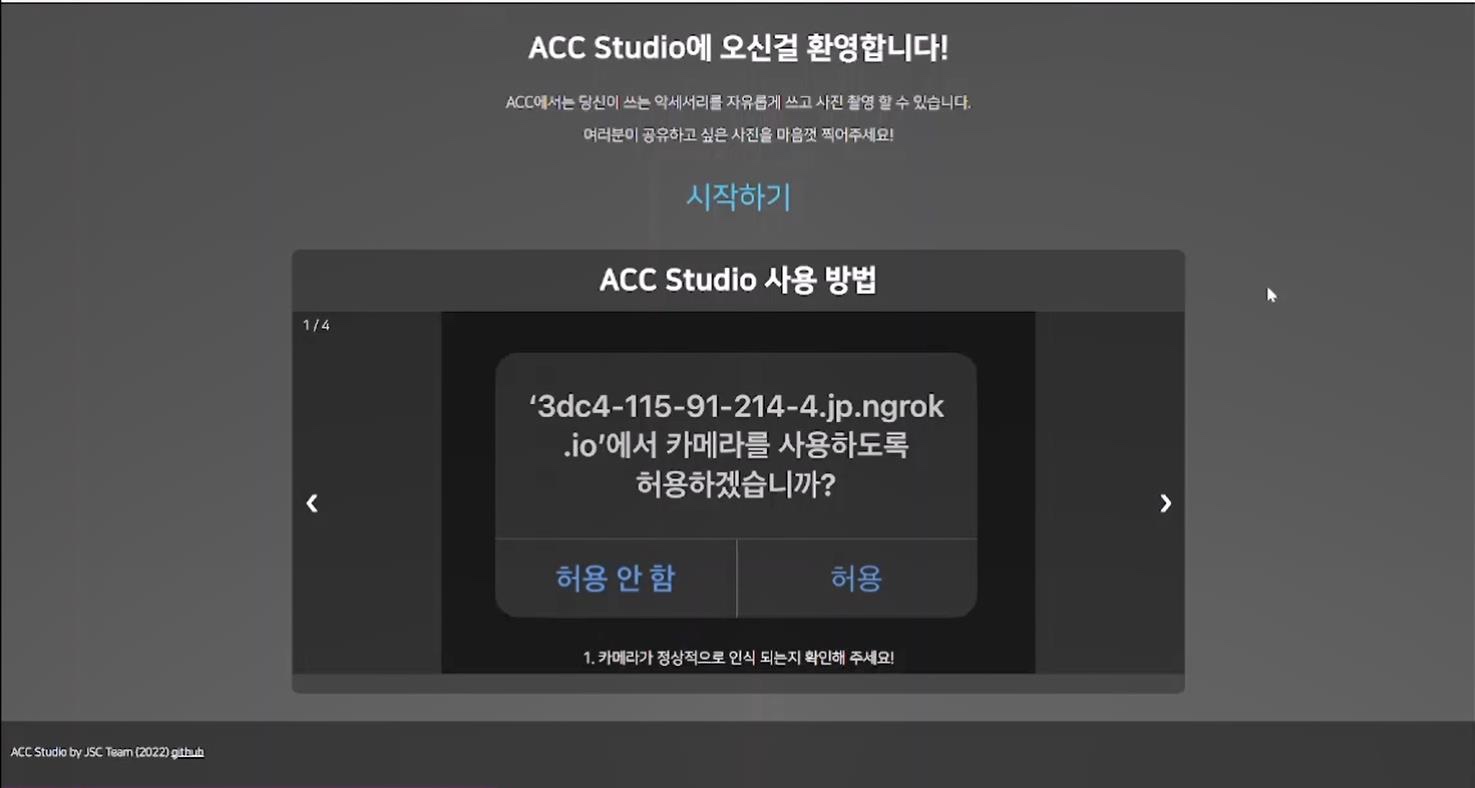 ACC Studio에 오신걸 환영합니다!
ACC에서는 당신이 쓰는 악세서리를 자유롭게 쓰고 사진 촬영 할 수 있습니다.
여러분이 공유하고 싶은 사진을 마음껏 찍어주세요!
시작하기
ACC Studio 사용 방법
1 / 4
‘3dc4-115-91-214-4.jp.ngrok
.io’에서 카메라를 사용하도록
허용하겠습니까?
허용 안 함
허용
❮
❯
1. 카메라가 정상적으로 인식 되는지 확인해 주세요!
ACC Studio by JSC Team (2022) github